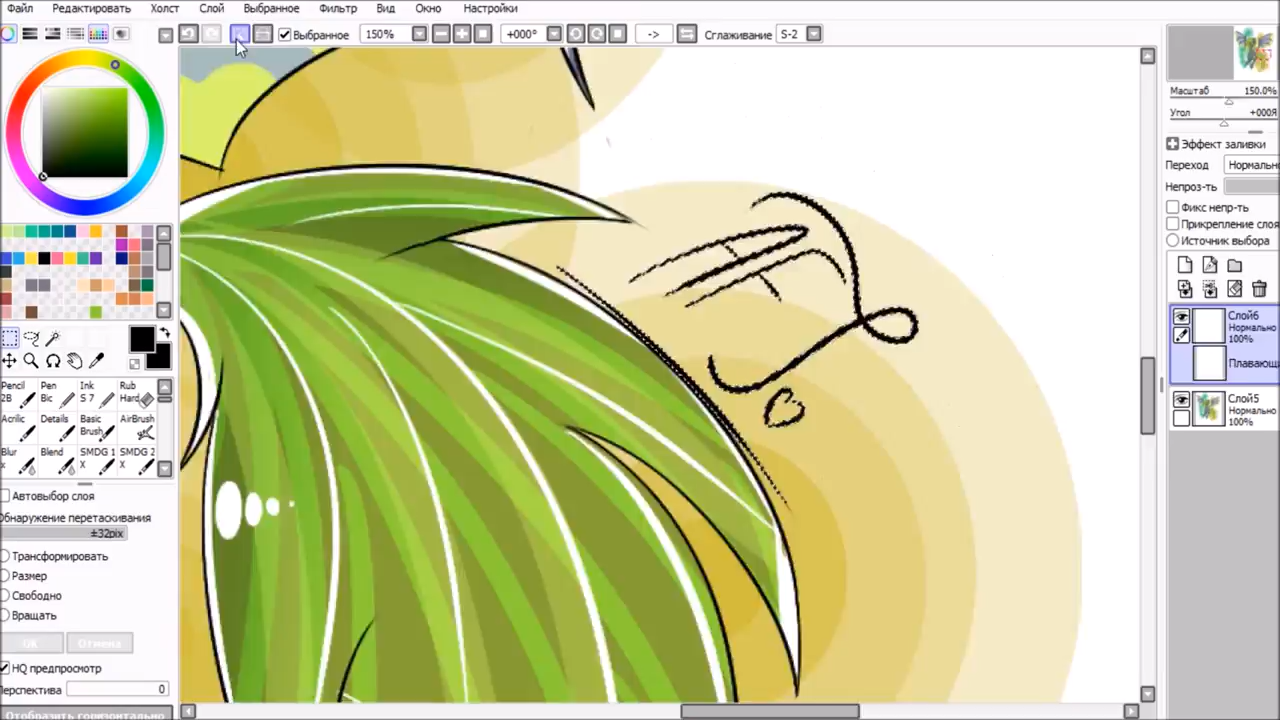 Файл Редактировать Холст Слой Выбранное Фильтр Вид Окно Настройки
Выбранное 150% +000° -> Сглаживание S-2
Масштаб 150.0%
Угол +000Я
Эффект заливки
Переход Нормально
Непроз-ть
Фикс непр-ть
Прикрепление слоя
Источник выбора
Слой6
Нормально
100%
Плавающ
Слой5
Нормально
100%
Pencil Pen Ink Rub
2B Bic S 7 Hard
Acrilic Details Basic AirBrush
Brush
Blur Blend SMDG 1 SMDG 2
x x X X
Автовыбор слоя
Обнаружение перетаскивания
±32pix
Трансформировать
Размер
Свободно
Вращать
OK Отмена
HQ предпросмотр
Перспектива 0
Отобразить горизонтально